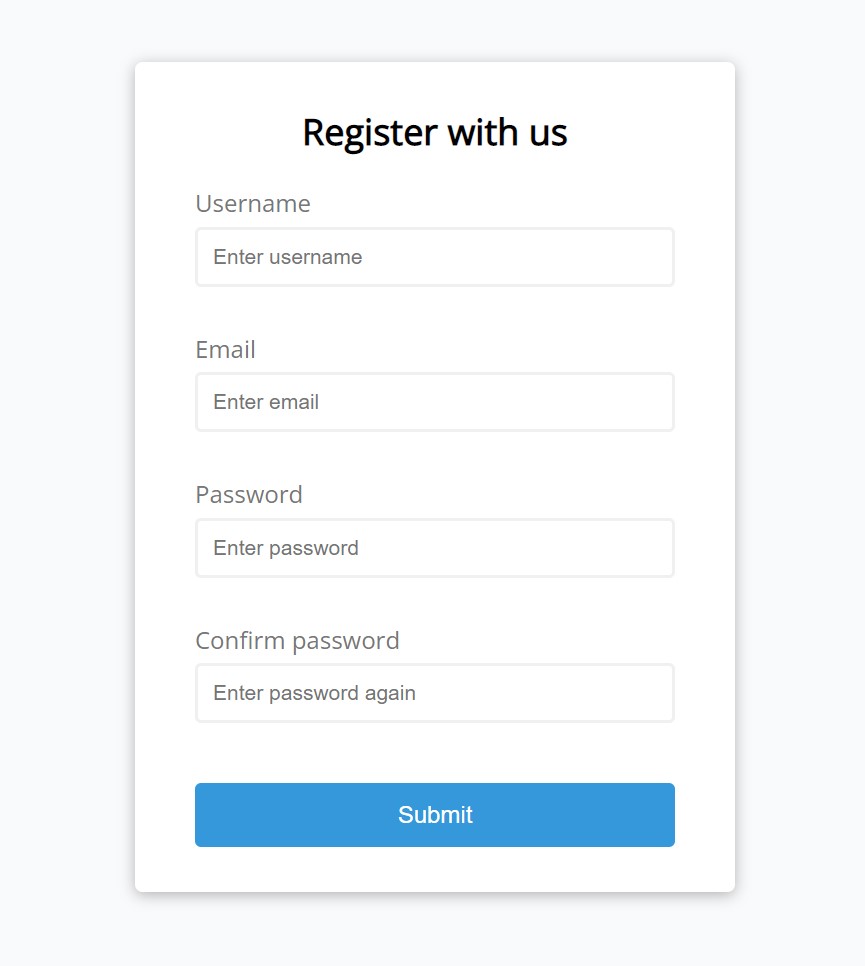 Register with us
Username
Enter username
Email
Enter email
Password
Enter password
Confirm password
Enter password again
Submit